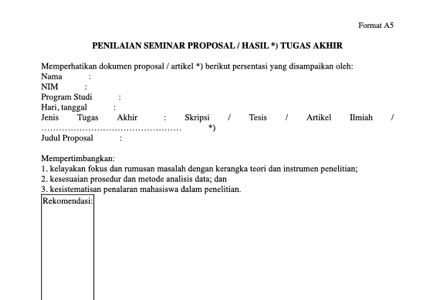 Format A5
PENILAIAN SEMINAR PROPOSAL / HASIL *) TUGAS AKHIR
Memperhatikan dokumen proposal / artikel *) berikut persentasi yang disampaikan oleh:
Nama :
NIM :
Program Studi :
Hari, tanggal :
Jenis Tugas Akhir : Skripsi / Tesis / Artikel Ilmiah /
………………………………………… *)
Judul Proposal :
Mempertimbangkan:
1. kelayakan fokus dan rumusan masalah dengan kerangka teori dan instrumen penelitian;
2. kesesuaian prosedur dan metode analisis data; dan
3. kesistematisan penalaran mahasiswa dalam penelitian.
Rekomendasi: